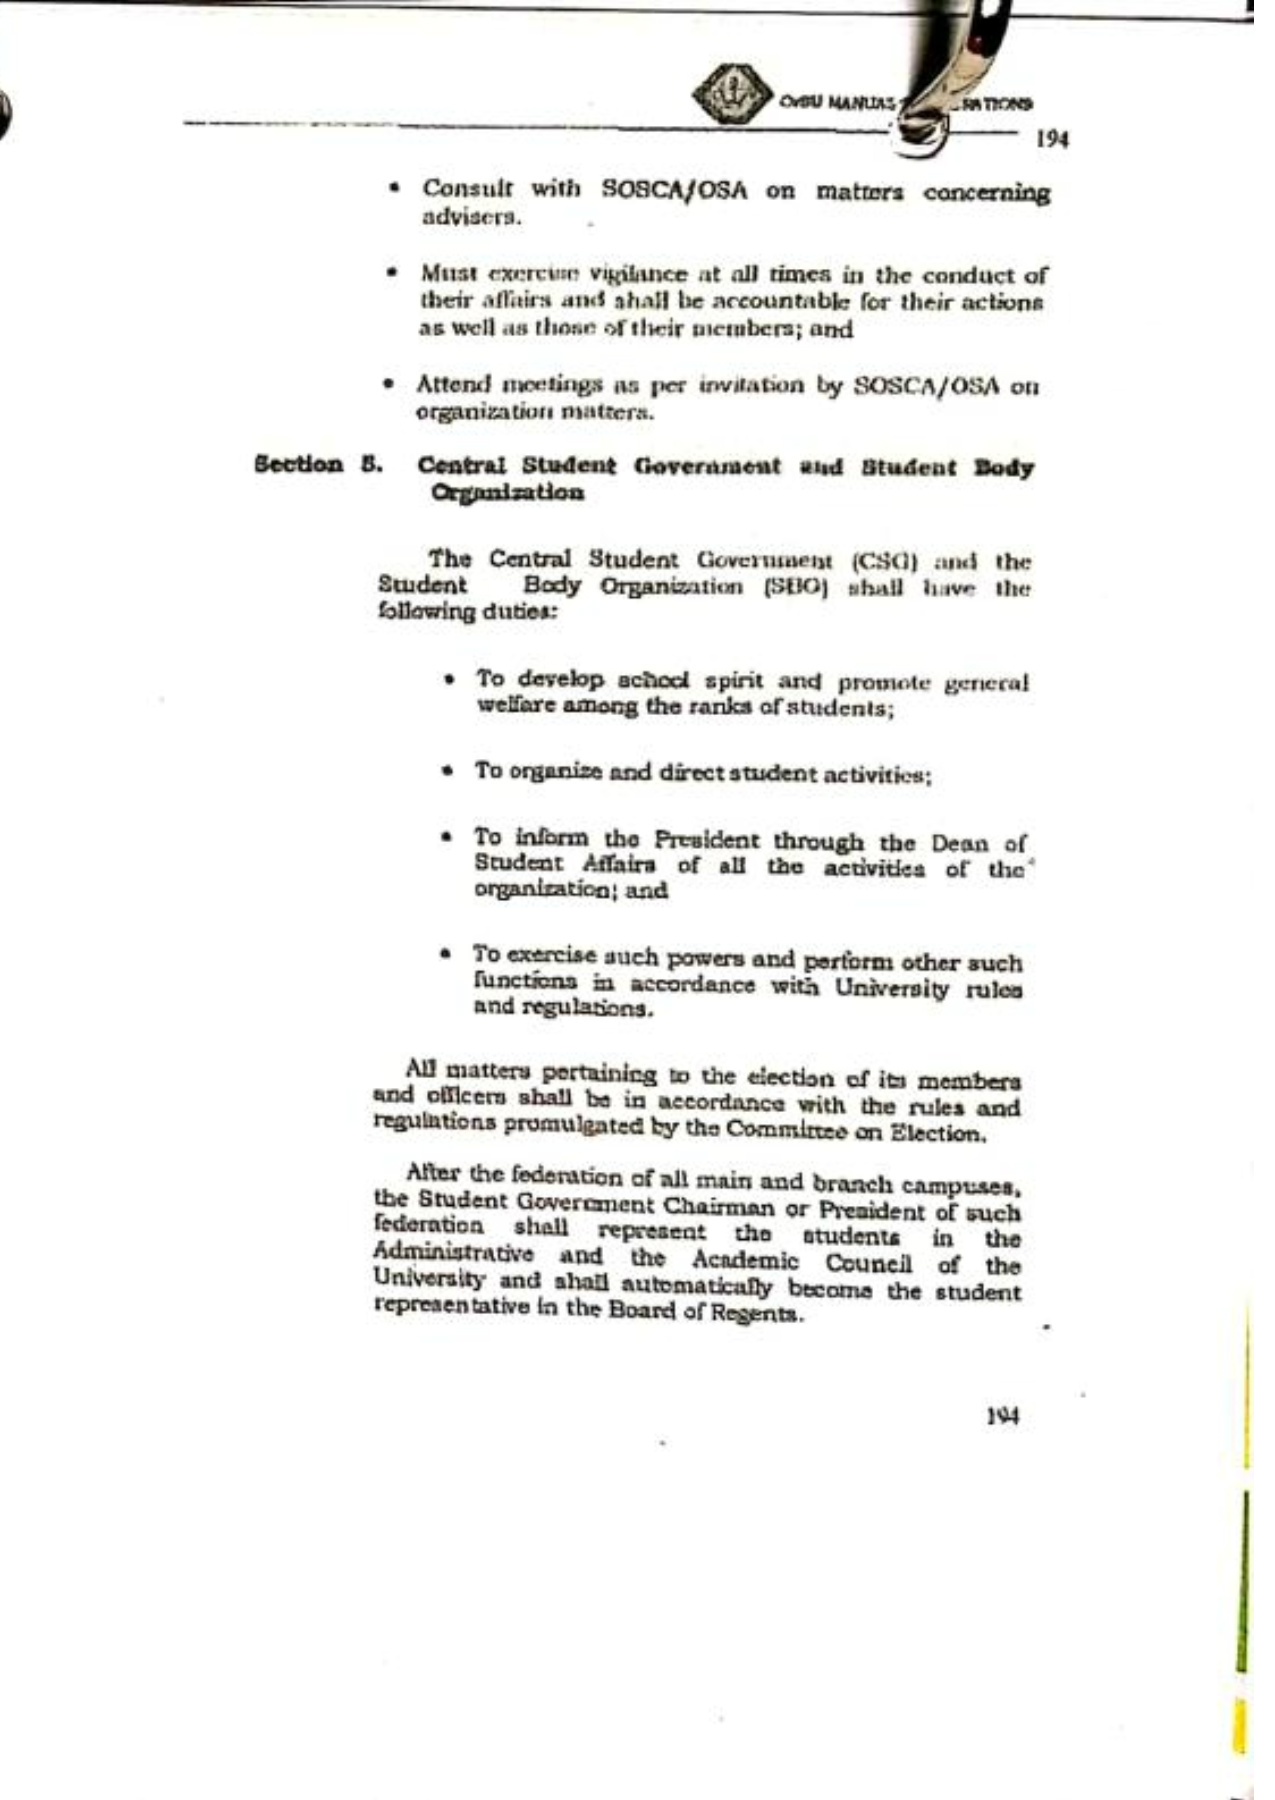 CvSU MANUAL
194
• Consult with SOSCA/OSA on matters concerning
advisers.
• Must exercise vigilance at all times in the conduct of
their affairs and shall be accountable for their actions
as well as those of their members; and
• Attend meetings as per invitation by SOSCA/OSA on
organization matters.
Section 5. Central Student Government and Student Body
Organization
The Central Student Government (CSG) and the
Student Body Organization (SBO) shall have the
following duties:
• To develop school spirit and promote general
welfare among the ranks of students;
• To organize and direct student activities;
• To inform the President through the Dean of
Student Affairs of all the activities of the
organization; and
• To exercise such powers and perform other such
functions in accordance with University rules
and regulations.
All matters pertaining to the election of its members
and officers shall be in accordance with the rules and
regulations promulgated by the Committee on Election.
After the federation of all main and branch campuses,
the Student Government Chairman or President of such
federation shall represent the students in the
Administrative and the Academic Council of the
University and shall automatically become the student
representative in the Board of Regents.
194